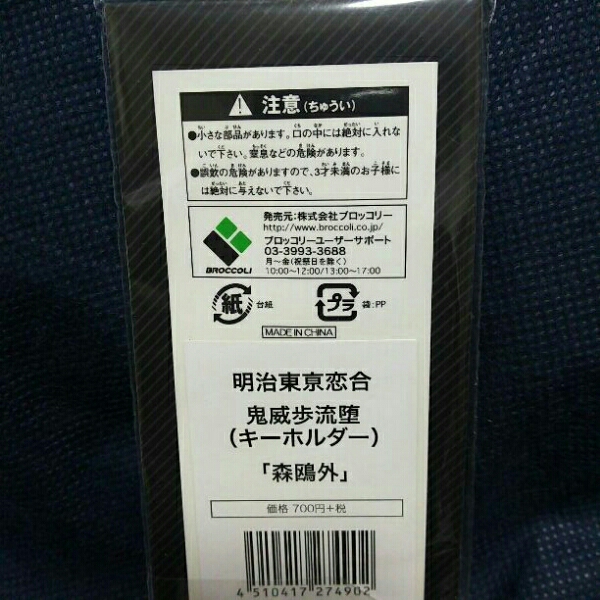 注意(ちゅうい)
●小さな部品があります。口の中には絶対に入れな
いで下さい。窒息などの危険があります。
●誤飲の危険がありますので、3才未満のお子様に
は絶対に与えないで下さい。
BROCCOLI
発売元:株式会社ブロッコリー
http://www.broccoli.co.jp/
ブロッコリーユーザーサポート
03-3993-3688
月〜金(祝祭日を除く)
10:00〜12:00/13:00〜17:00
紙 台紙
プラ 袋:PP
MADE IN CHINA
明治東京恋合
鬼威歩流堕
(キーホルダー)
「森鴎外」
価格 700円+税
4 510417 274902